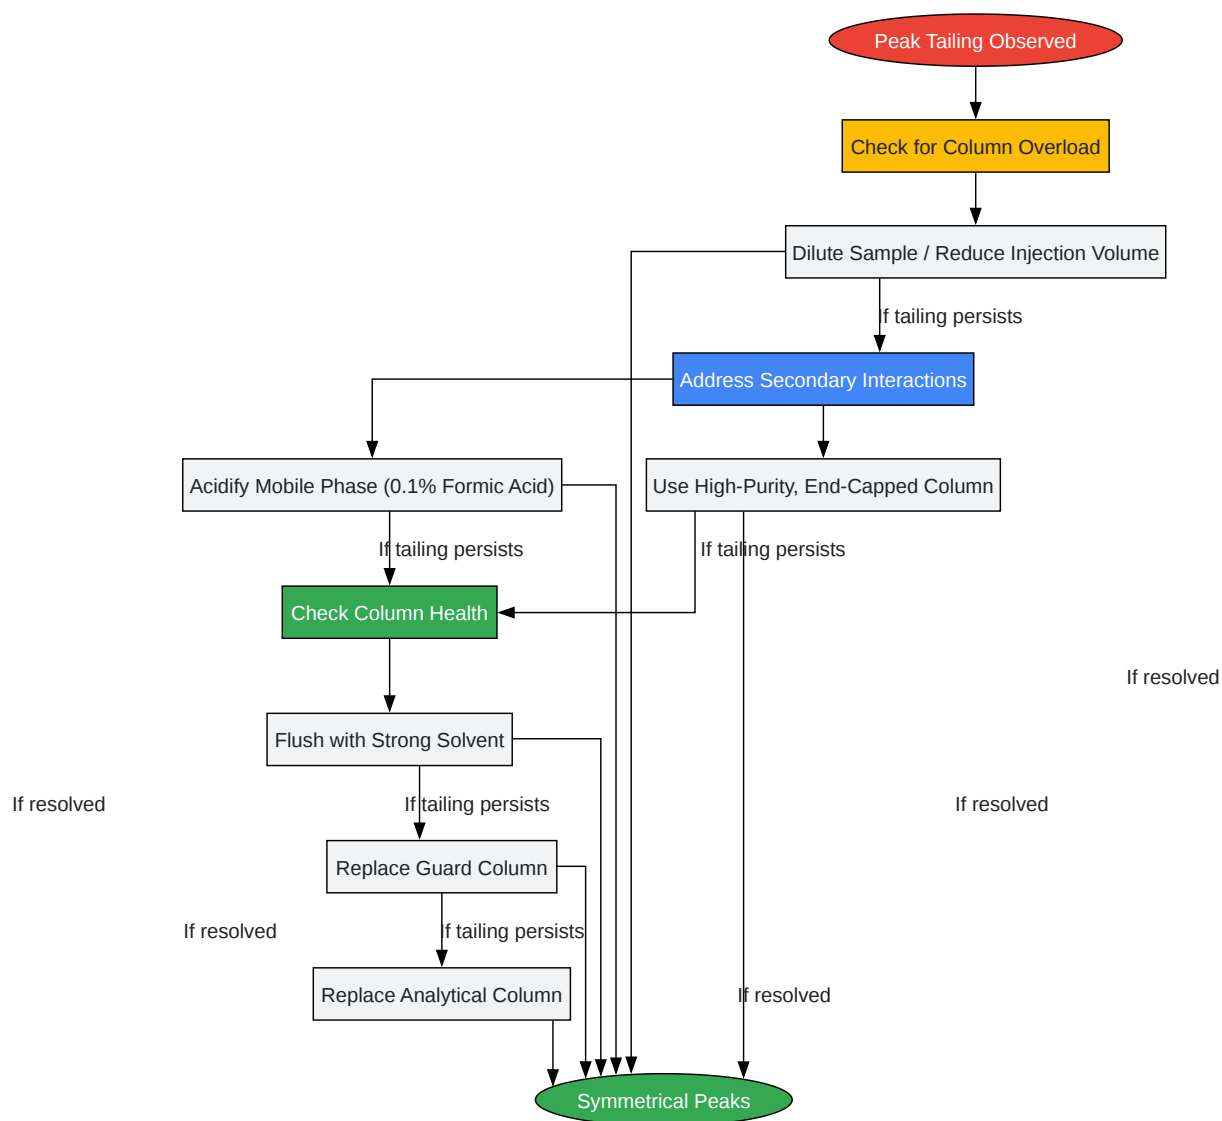 Peak Tailing Observed
Check for Column Overload
Dilute Sample / Reduce Injection Volume
If tailing persists
Address Secondary Interactions
Acidify Mobile Phase (0.1% Formic Acid)
Use High-Purity, End-Capped Column
If tailing persists
If tailing persists
Check Column Health
If resolved
Flush with Strong Solvent
If resolved
If tailing persists
If resolved
Replace Guard Column
If resolved
If tailing persists
Replace Analytical Column
If resolved
Symmetrical Peaks